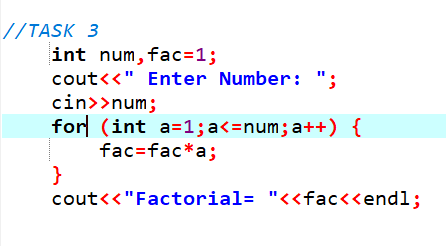 //TASK 3
int num,fac=1;
cout<<" Enter Number: ";
cin>>num;
for (int a=1;a<=num;a++) {
fac=fac*a;
}
cout<<"Factorial= "<<fac<<endl;